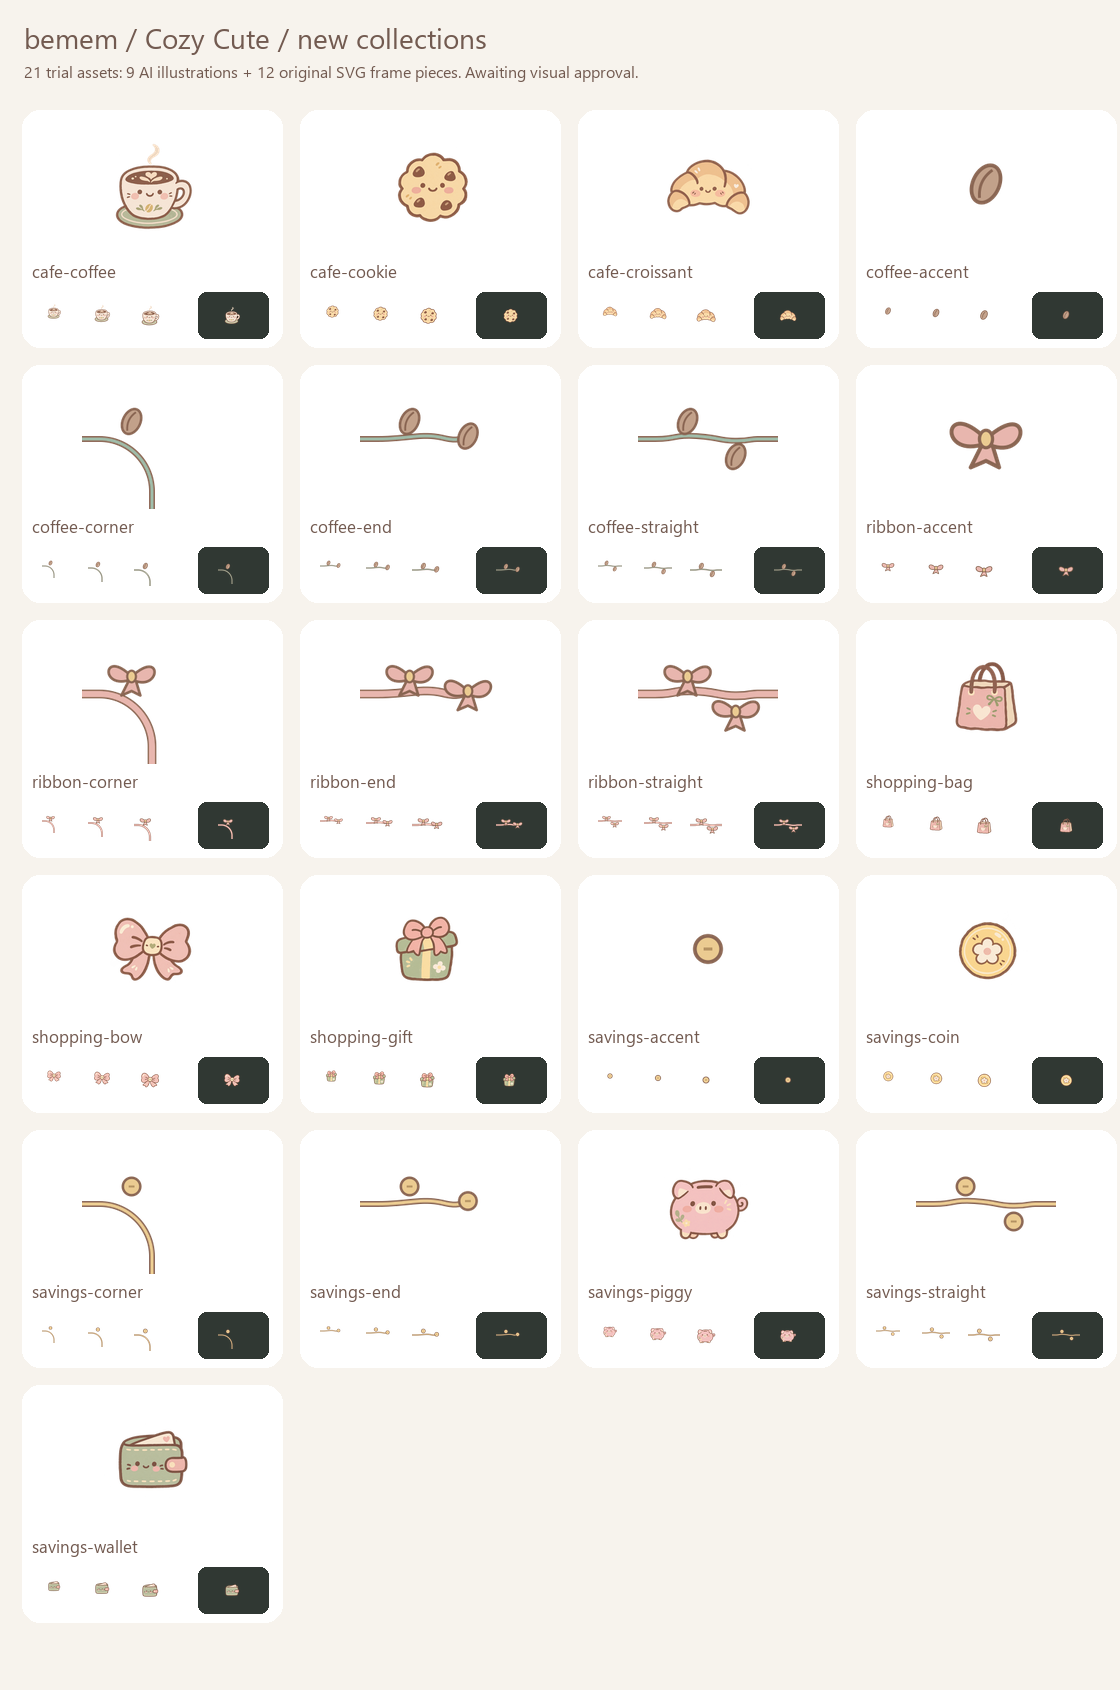 bemem / Cozy Cute / new collections
21 trial assets: 9 AI illustrations + 12 original SVG frame pieces. Awaiting visual approval.
cafe-coffee
cafe-cookie
cafe-croissant
coffee-accent
coffee-corner
coffee-end
coffee-straight
ribbon-accent
ribbon-corner
ribbon-end
ribbon-straight
shopping-bag
shopping-bow
shopping-gift
savings-accent
savings-coin
savings-corner
savings-end
savings-piggy
savings-straight
savings-wallet